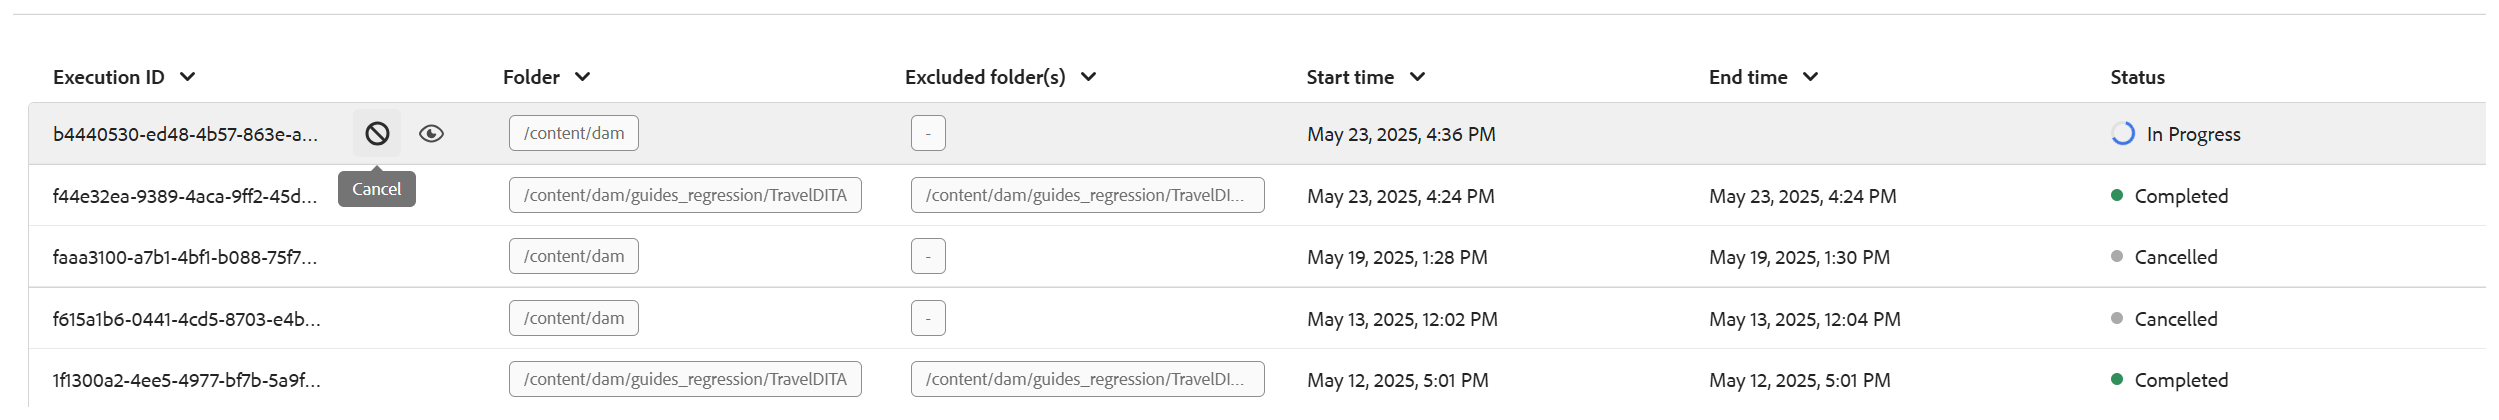 Execution ID Folder Excluded folder(s) Start time End time Status
b4440530-ed48-4b57-863e-a... /content/dam - May 23, 2025, 4:36 PM In Progress
Cancel
f44e32ea-9389-4aca-9ff2-45d... /content/dam/guides_regression/TravelDITA /content/dam/guides_regression/TravelDI... May 23, 2025, 4:24 PM May 23, 2025, 4:24 PM Completed
faaa3100-a7b1-4bf1-b088-75f7... /content/dam - May 19, 2025, 1:28 PM May 19, 2025, 1:30 PM Cancelled
f615a1b6-0441-4cd5-8703-e4b... /content/dam - May 13, 2025, 12:02 PM May 13, 2025, 12:04 PM Cancelled
1f1300a2-4ee5-4977-bf7b-5a9f... /content/dam/guides_regression/TravelDITA /content/dam/guides_regression/TravelDI... May 12, 2025, 5:01 PM May 12, 2025, 5:01 PM Completed